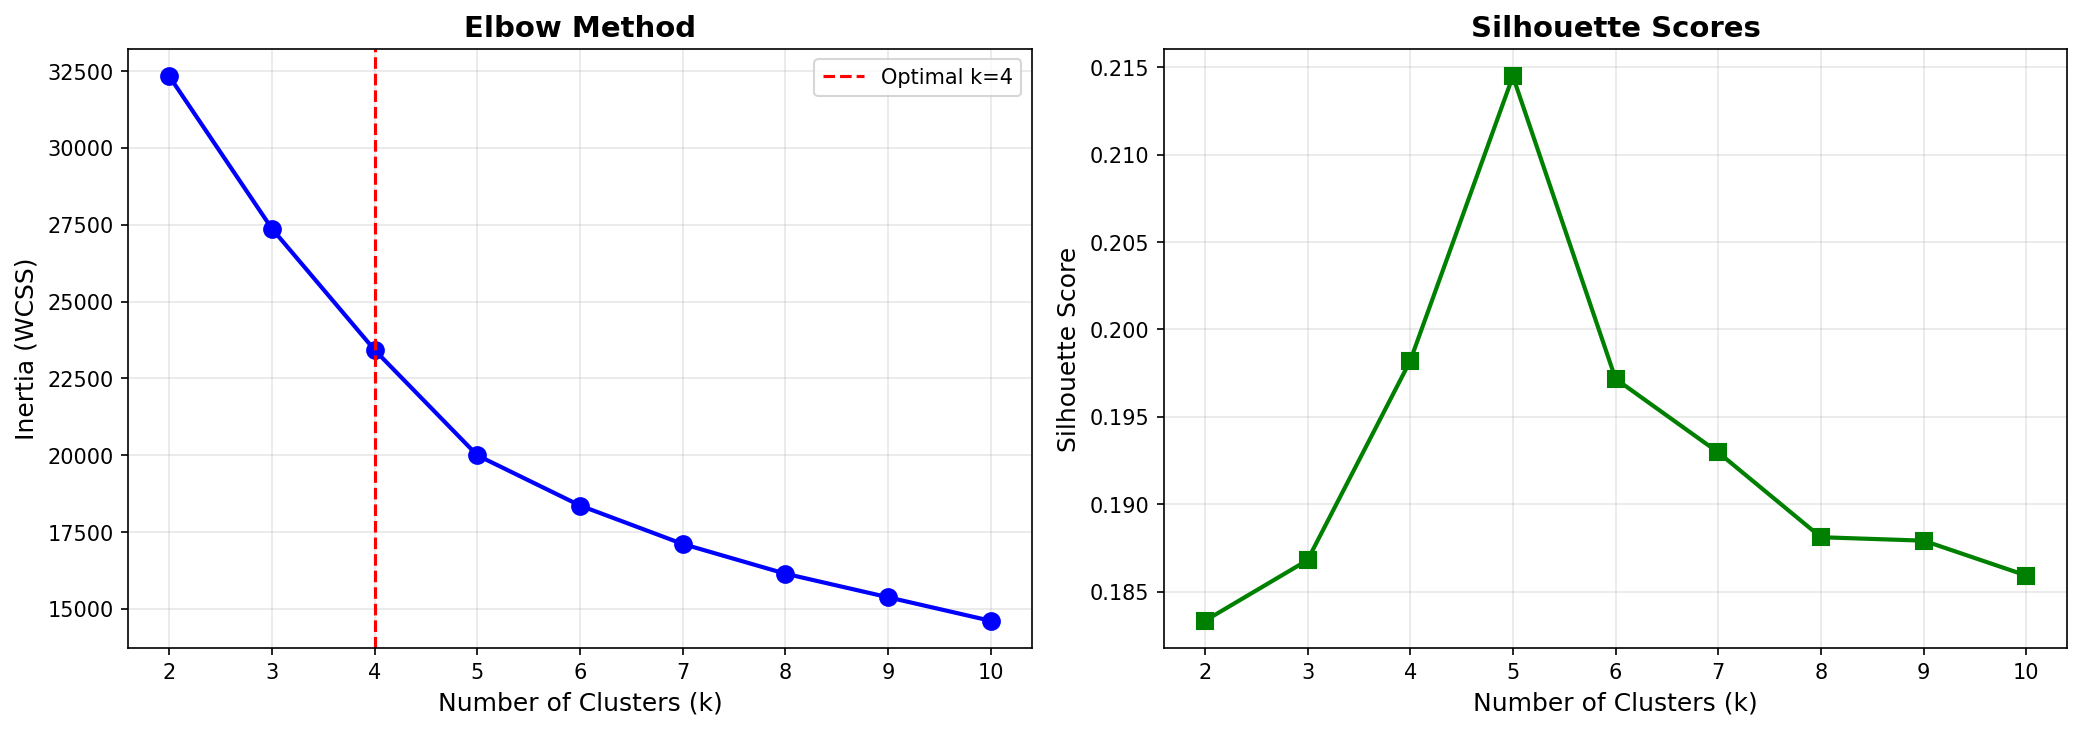 Elbow Method
Optimal k=4
32500
30000
27500
25000
22500
20000
17500
15000
Inertia (WCSS)
2 3 4 5 6 7 8 9 10
Number of Clusters (k)
Silhouette Scores
0.215
0.210
0.205
0.200
0.195
0.190
0.185
Silhouette Score
2 3 4 5 6 7 8 9 10
Number of Clusters (k)